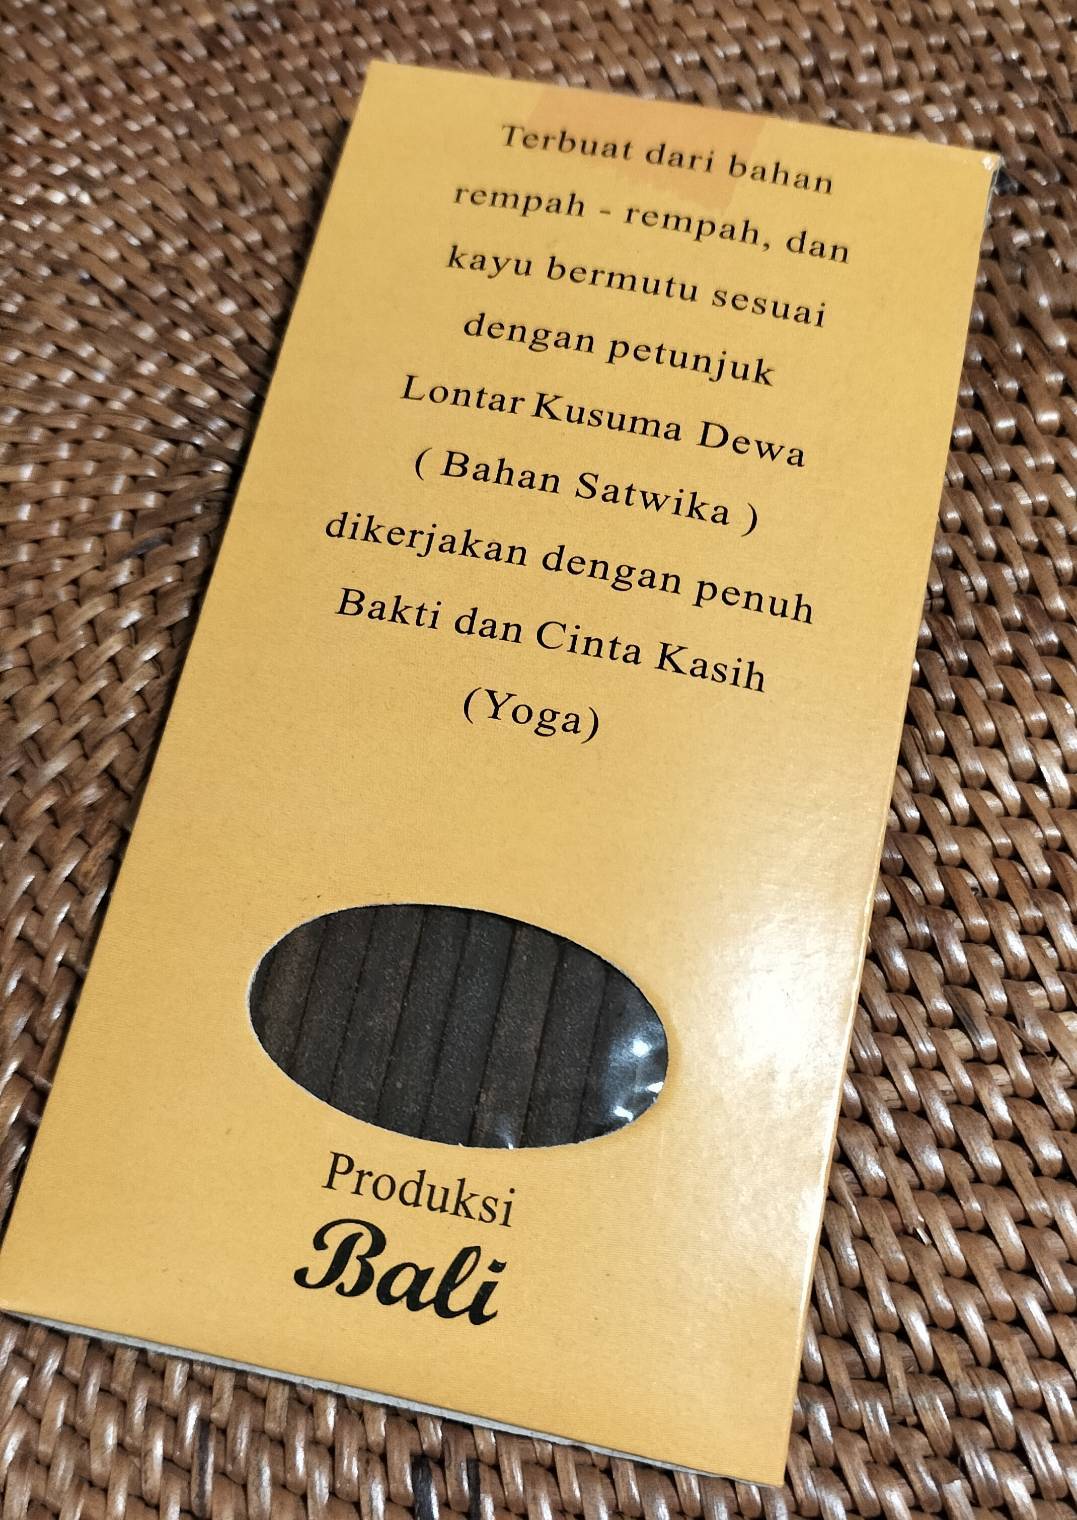 Terbuat dari bahan
rempah - rempah, dan
kayu bermutu sesuai
dengan petunjuk
Lontar Kusuma Dewa
( Bahan Satwika )
dikerjakan dengan penuh
Bakti dan Cinta Kasih
(Yoga)
Produksi
Bali